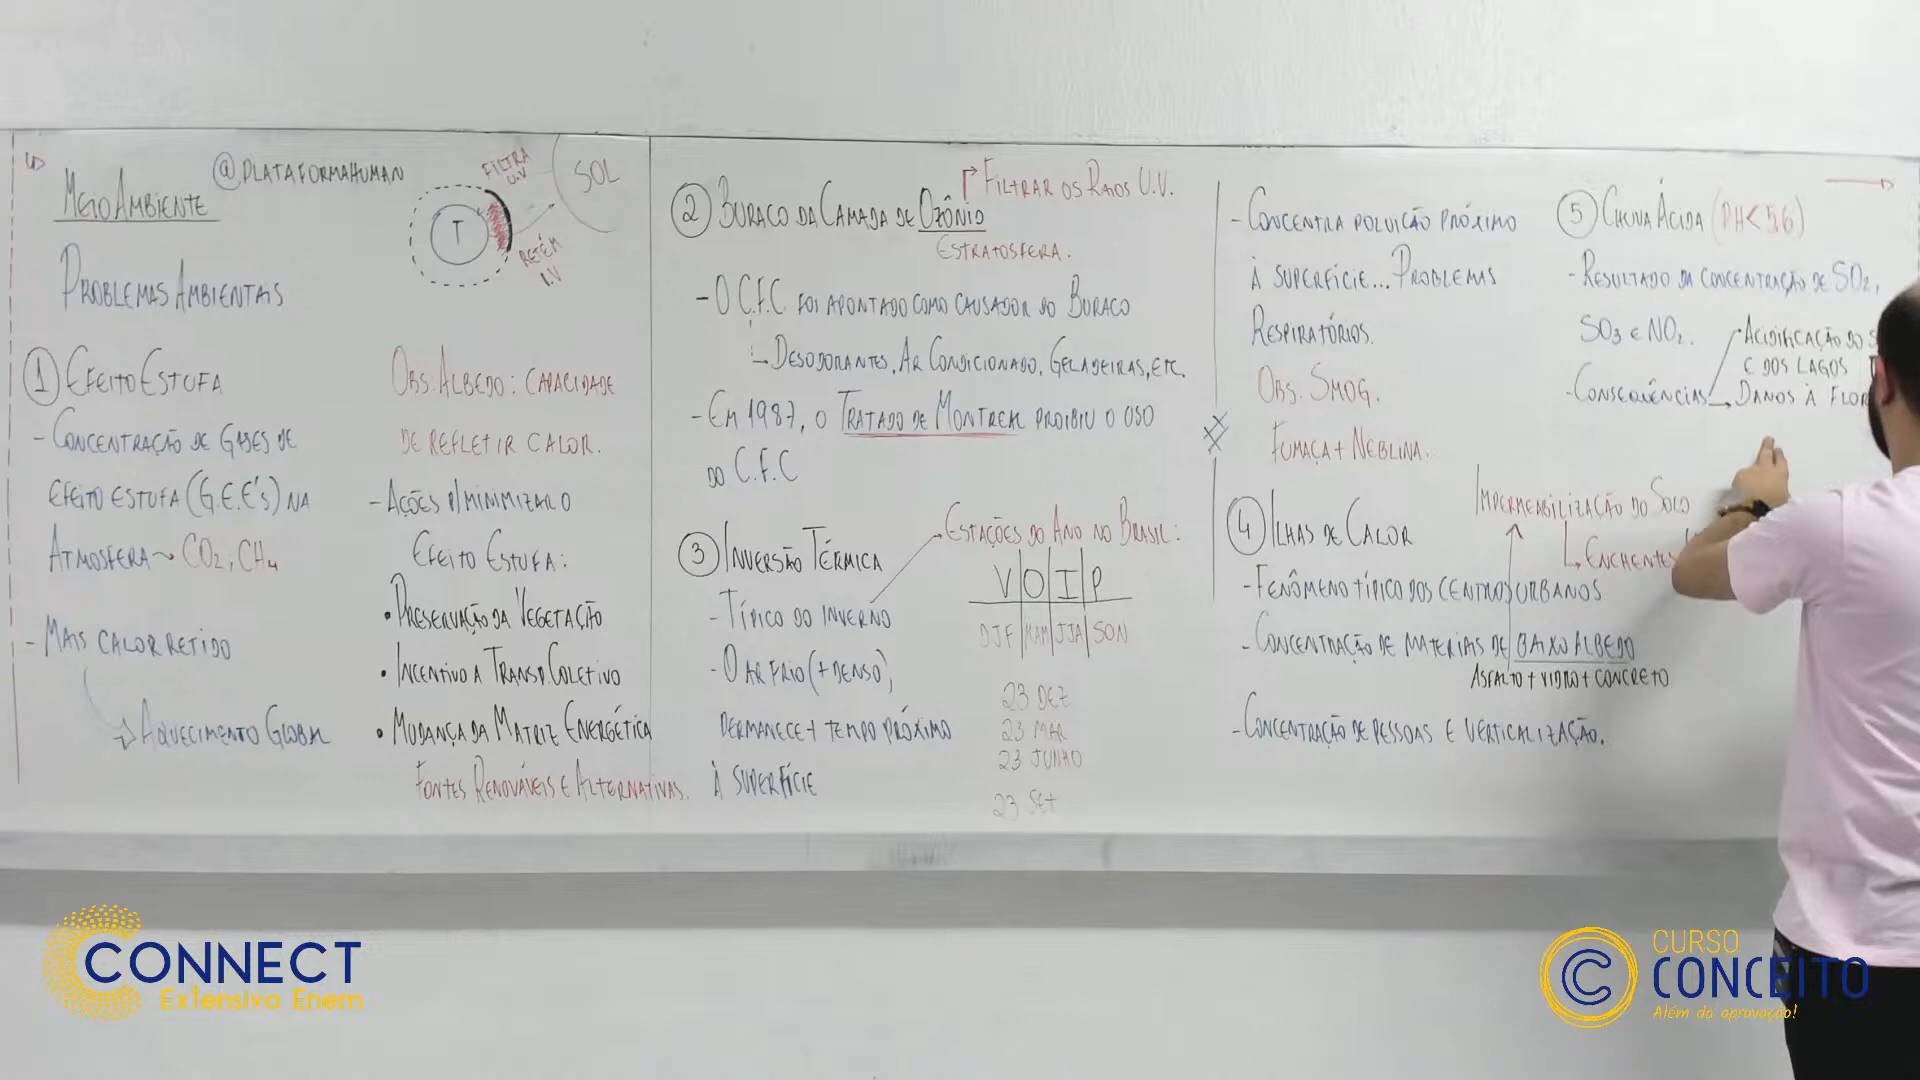 @PLATAFORMAHUMAN
MEIO AMBIENTE
PROBLEMAS AMBIENTAIS
FILTRA
U.V
SOL
T
RETÉM
I.V
① EFEITO ESTUFA
- CONCENTRAÇÃO DE GASES DE
EFEITO ESTUFA (G.E.E'S) NA
ATMOSFERA ~ CO2, CH4
- MAIS CALOR RETIDO
AQUECIMENTO GLOBAL
OBS. ALBEDO: CAPACIDADE
DE REFLETIR CALOR.
- AÇÕES P/ MINIMIZAR O
EFEITO ESTUFA:
• PRESERVAÇÃO DA VEGETAÇÃO
• INCENTIVO A TRANSP. COLETIVO
• MUDANÇA DA MATRIZ ENERGÉTICA
FONTES RENOVÁVEIS E ALTERNATIVAS.
② BURACO DA CAMADA DE OZÔNIO
FILTRAR OS RAIOS U.V.
ESTRATOSFERA.
- O C.F.C FOI APONTADO COMO CAUSADOR DO BURACO
DESODORANTES, AR CONDICIONADO, GELADEIRAS, ETC.
- EM 1987, O TRATADO DE MONTREAL PROIBIU O USO
DO C.F.C
③ INVERSÃO TÉRMICA
- TÍPICO DO INVERNO
- O AR FRIO (+ DENSO)
PERMANECE + TEMPO PRÓXIMO
À SUPERFÍCIE
ESTAÇÕES DO ANO NO BRASIL:
V | O | I | P
DJF | MAM | JJA | SON
23 DEZ
23 MAR
23 JUNHO
23 SET
- CONCENTRA POLUIÇÃO PRÓXIMO
À SUPERFÍCIE... PROBLEMAS
RESPIRATÓRIOS.
OBS. SMOG.
FUMAÇA + NEBLINA.
④ ILHAS DE CALOR
IMPERMEABILIZAÇÃO DO SOLO
ENCHENTES
- FENÔMENO TÍPICO DOS CENTROS URBANOS
- CONCENTRAÇÃO DE MATERIAIS DE BAIXO ALBEDO
ASFALTO + VIDRO + CONCRETO
- CONCENTRAÇÃO DE PESSOAS E VERTICALIZAÇÃO.
⑤ CHUVA ÁCIDA (PH < 5,6)
- RESULTADO DA CONCENTRAÇÃO DE SO2,
SO3 E NO2.
- CONSEQUÊNCIAS
ACIDIFICAÇÃO DO
E DOS LAGOS
DANOS À
CONNECT
Extensivo Enem
CURSO
CONCEITO
Além da aprovação!